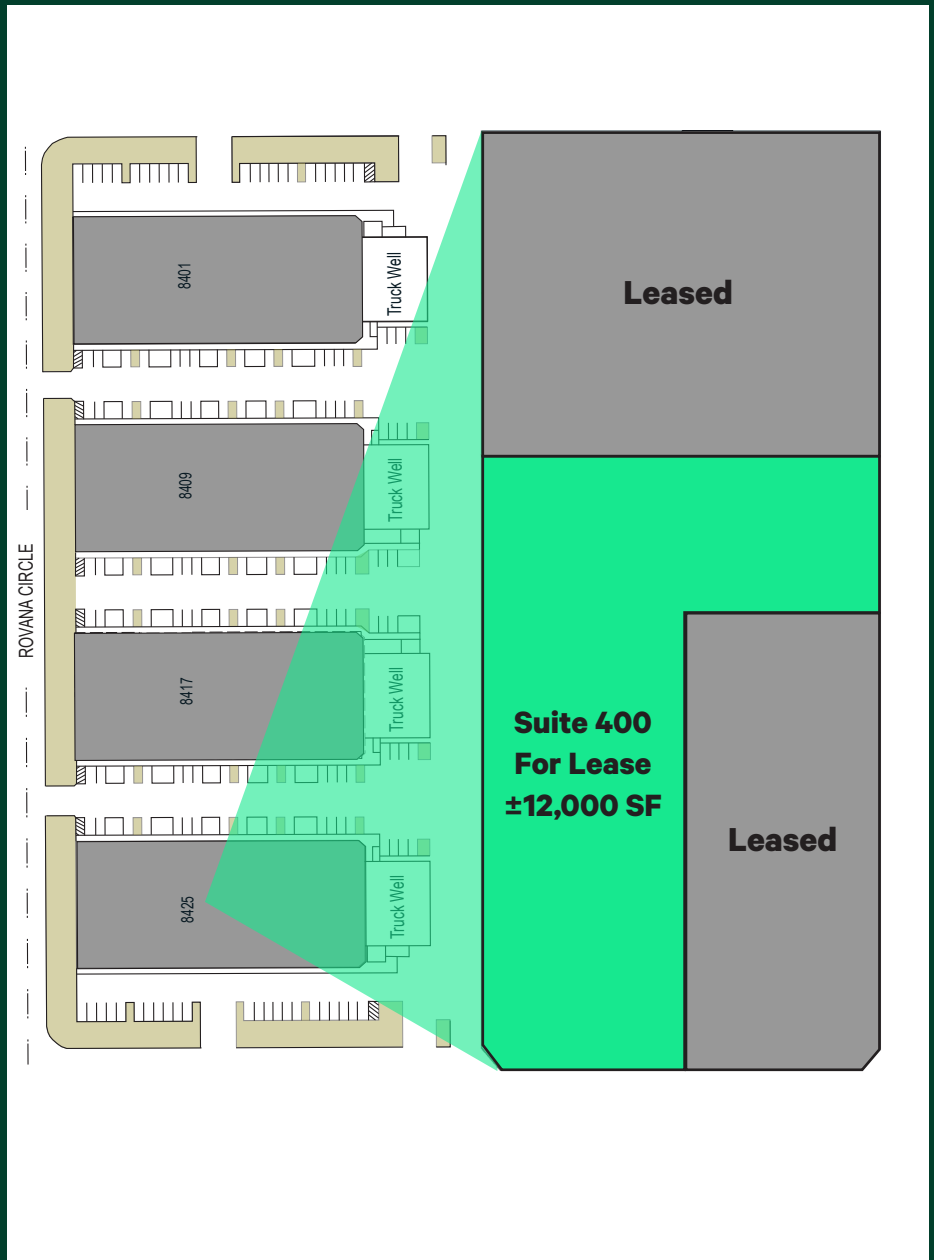 ROVANA CIRCLE
8401
Truck Well
8409
Truck Well
8417
Truck Well
8425
Truck Well
Leased
Suite 400
For Lease
±12,000 SF
Leased